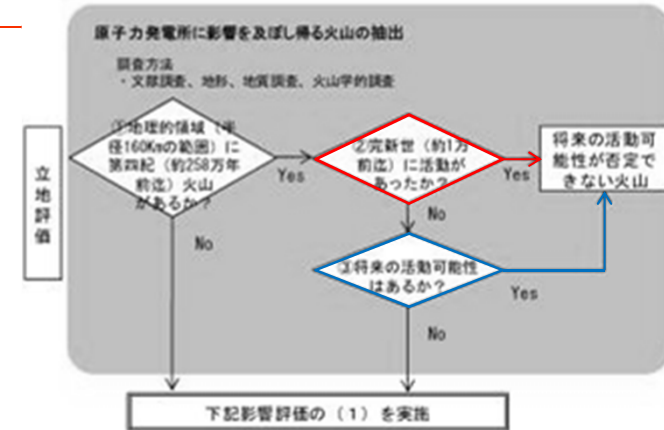 原子力発電所に影響を及ぼし得る火山の抽出
調査方法
・文献調査、地形、地質調査、火山学的調査
①地理的領域（半
径160Kmの範囲）に
第四紀（約258万年
前迄）火山
があるか？
Yes
②完新世（約1万
前迄）に活動が
あったか？
Yes
将来の活動可
能性が否定で
きない火山
立
地
評
価
No
No
③将来の活動可能性
はあるか？
Yes
No
下記影響評価の（1）を実施